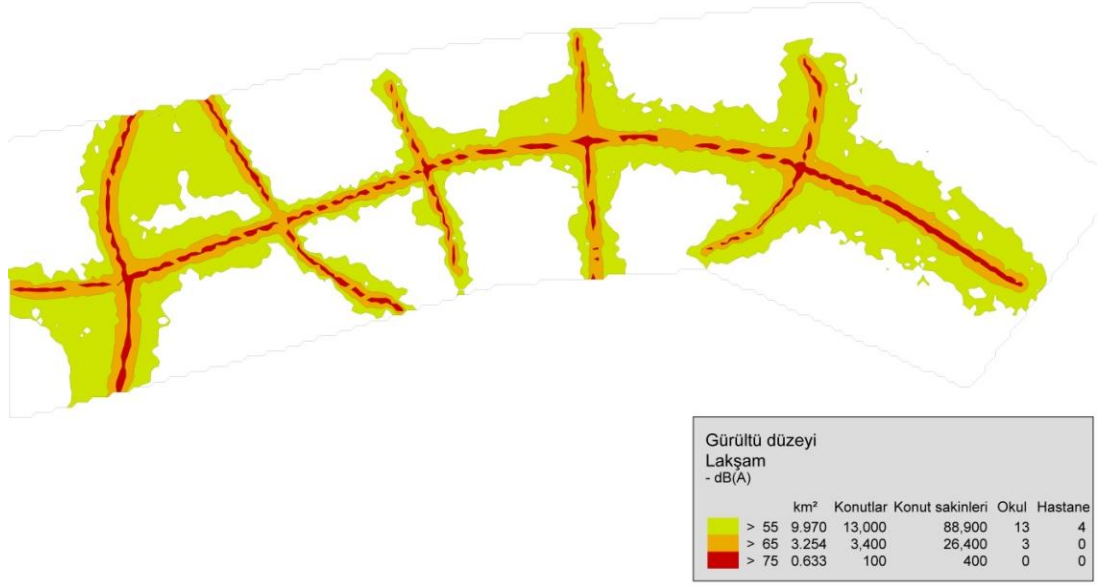 Gürültü düzeyi
Lakşam
- dB(A)
km² Konutlar Konut sakinleri Okul Hastane
> 55 9.970 13,000 88,900 13 4
> 65 3.254 3,400 26,400 3 0
> 75 0.633 100 400 0 0